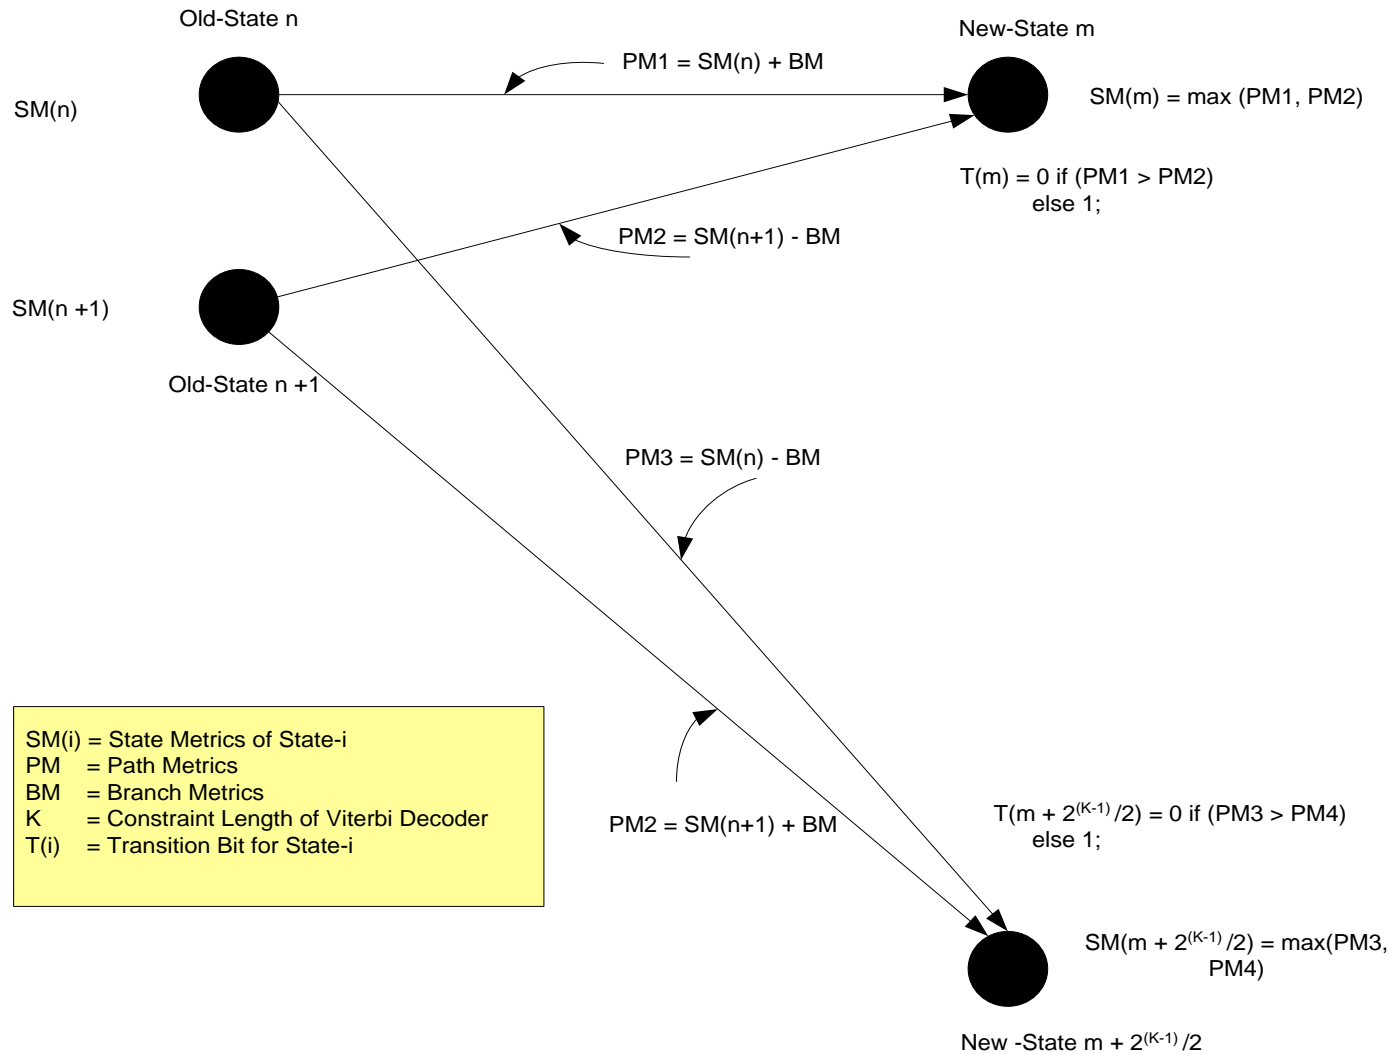 Old-State n
New-State m
PM1 = SM(n) + BM
SM(n)
SM(m) = max (PM1, PM2)
T(m) = 0 if (PM1 > PM2)
else 1;
PM2 = SM(n+1) - BM
SM(n +1)
Old-State n +1
PM3 = SM(n) - BM
SM(i) = State Metrics of State-i
PM = Path Metrics
BM = Branch Metrics
K = Constraint Length of Viterbi Decoder
T(i) = Transition Bit for State-i
PM2 = SM(n+1) + BM
T(m + 2^(K-1)/2) = 0 if (PM3 > PM4)
else 1;
SM(m + 2^(K-1)/2) = max(PM3,
PM4)
New -State m + 2^(K-1)/2